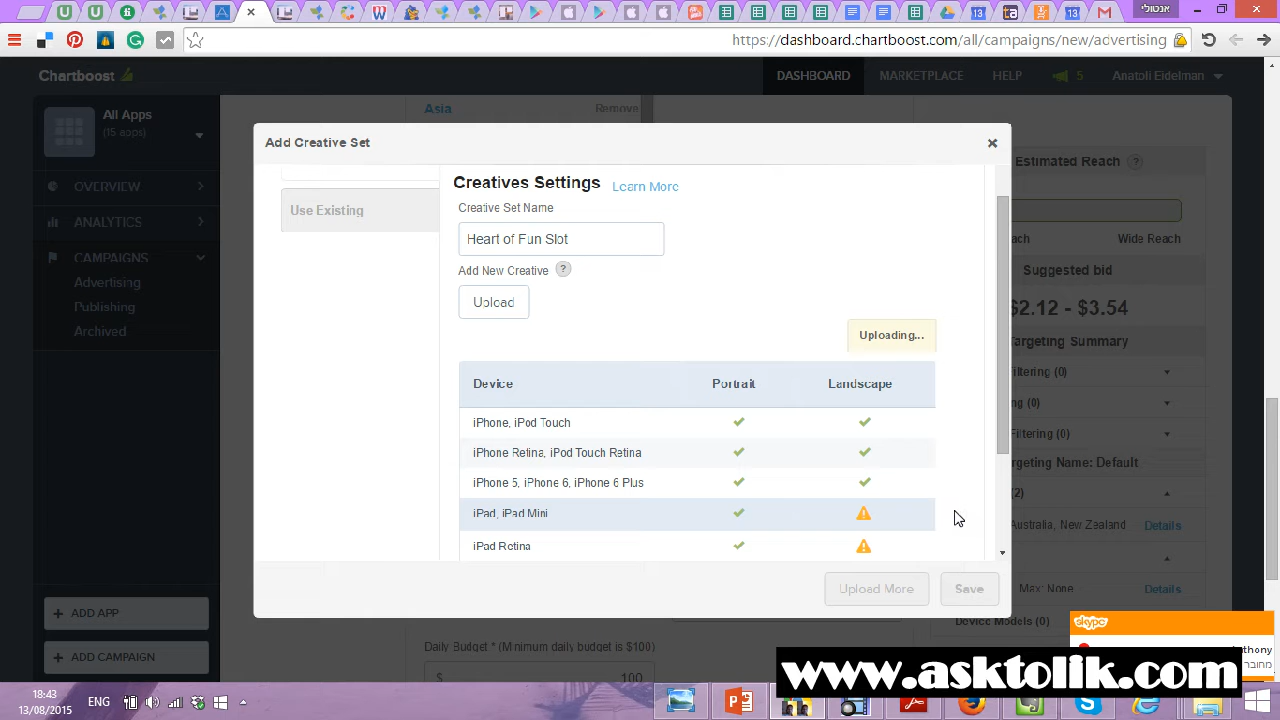 אנטולי
https://dashboard.chartboost.com/all/campaigns/new/advertising
Chartboost
DASHBOARD
MARKETPLACE
HELP
5
Anatoli Eidelman
All Apps
(15 apps)
OVERVIEW
ANALYTICS
CAMPAIGNS
Advertising
Publishing
Archived
+ ADD APP
+ ADD CAMPAIGN
Asia
Remove
Add Creative Set
Use Existing
Creatives Settings
Learn More
Creative Set Name
Heart of Fun Slot
Add New Creative
?
Upload
Uploading...
Device
Portrait
Landscape
iPhone, iPod Touch
iPhone Retina, iPod Touch Retina
iPhone 5, iPhone 6, iPhone 6 Plus
iPad, iPad Mini
iPad Retina
Upload More
Save
Estimated Reach
?
ach
Wide Reach
Suggested bid
$2.12 - $3.54
argeting Summary
Filtering (0)
ng (0)
Filtering (0)
argeting Name: Default
(2)
Australia, New Zealand
Details
Max: None
Details
Device Models (0)
Daily Budget * (Minimum daily budget is $100)
$
100
skype
thony
מחובר
www.asktolik.com
18:43
13/08/2015
ENG